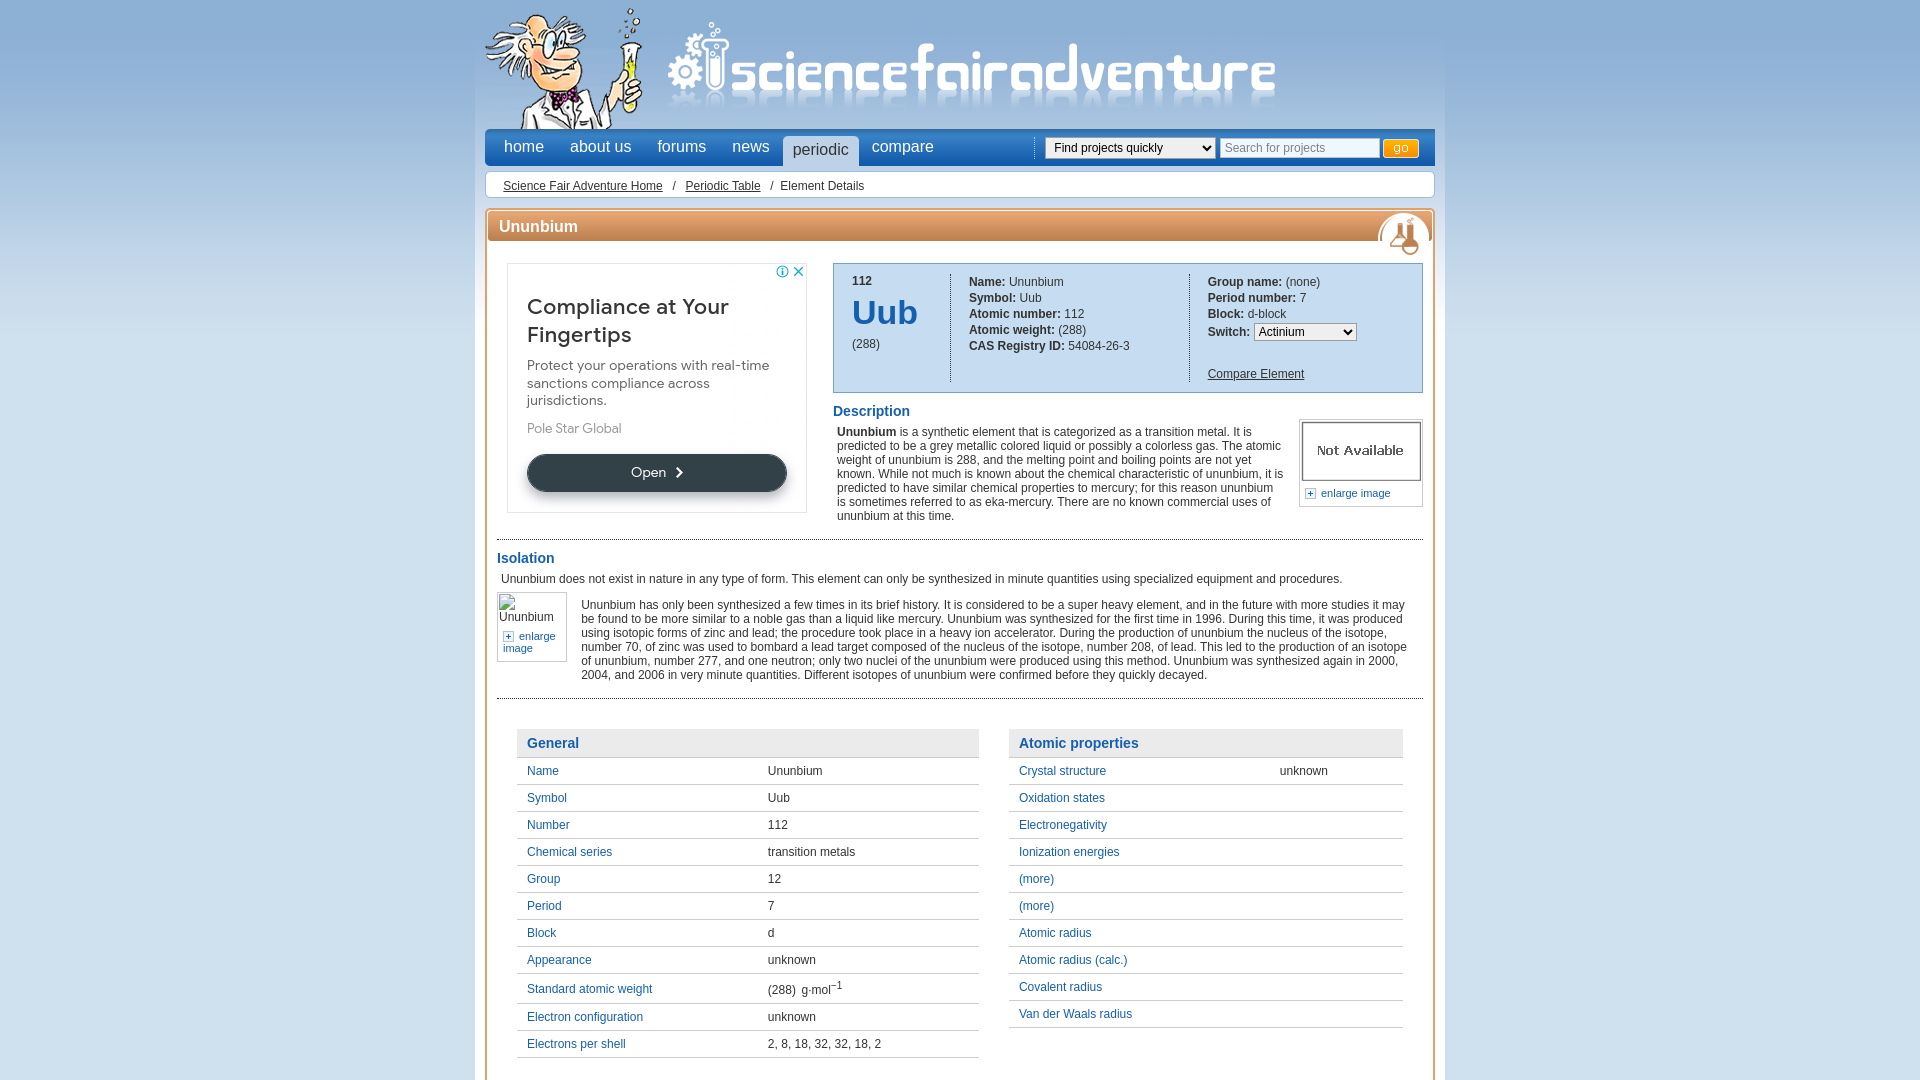 sciencefairadventure
home about us forums news periodic compare Find projects quickly Search for projects go
Science Fair Adventure Home / Periodic Table / Element Details
Ununbium
Compliance at Your
Fingertips
Protect your operations with real-time
sanctions compliance across
jurisdictions.
Pole Star Global
Open
112
Uub
(288)
Name: Ununbium
Symbol: Uub
Atomic number: 112
Atomic weight: (288)
CAS Registry ID: 54084-26-3
Group name: (none)
Period number: 7
Block: d-block
Switch: Actinium
Compare Element
Description
Ununbium is a synthetic element that is categorized as a transition metal. It is
predicted to be a grey metallic colored liquid or possibly a colorless gas. The atomic
weight of ununbium is 288, and the melting point and boiling points are not yet
known. While not much is known about the chemical characteristic of ununbium, it is
predicted to have similar chemical properties to mercury; for this reason ununbium
is sometimes referred to as eka-mercury. There are no known commercial uses of
ununbium at this time.
Not Available
enlarge image
Isolation
Ununbium does not exist in nature in any type of form. This element can only be synthesized in minute quantities using specialized equipment and procedures.
Ununbium
enlarge
image
Ununbium has only been synthesized a few times in its brief history. It is considered to be a super heavy element, and in the future with more studies it may
be found to be more similar to a noble gas than a liquid like mercury. Ununbium was synthesized for the first time in 1996. During this time, it was produced
using isotopic forms of zinc and lead; the procedure took place in a heavy ion accelerator. During the production of ununbium the nucleus of the isotope,
number 70, of zinc was used to bombard a lead target composed of the nucleus of the isotope, number 208, of lead. This led to the production of an isotope
of ununbium, number 277, and one neutron; only two nuclei of the ununbium were produced using this method. Ununbium was synthesized again in 2000,
2004, and 2006 in very minute quantities. Different isotopes of ununbium were confirmed before they quickly decayed.
General
Name Ununbium
Symbol Uub
Number 112
Chemical series transition metals
Group 12
Period 7
Block d
Appearance unknown
Standard atomic weight (288) g·mol−1
Electron configuration unknown
Electrons per shell 2, 8, 18, 32, 32, 18, 2
Atomic properties
Crystal structure unknown
Oxidation states
Electronegativity
Ionization energies
(more)
(more)
Atomic radius
Atomic radius (calc.)
Covalent radius
Van der Waals radius